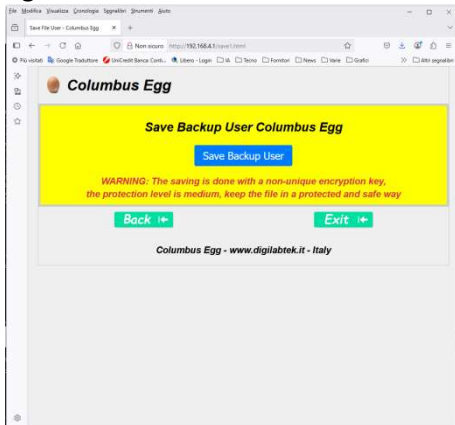 File Modifica Visualizza Cronologia Segnalibri Strumenti Aiuto
Save File User - Columbus Egg
Non sicuro http://192.168.4.1/save1.html
Più visitati Google Traduttore UniCredit Banca Conti... Libero - Login IA Tecno Fornitori News Varie Grafici Altri segnalibri
Columbus Egg
Save Backup User Columbus Egg
Save Backup User
WARNING: The saving is done with a non-unique encryption key,
the protection level is medium, keep the file in a protected and safe way
Back Exit
Columbus Egg - www.digilabtek.it - Italy